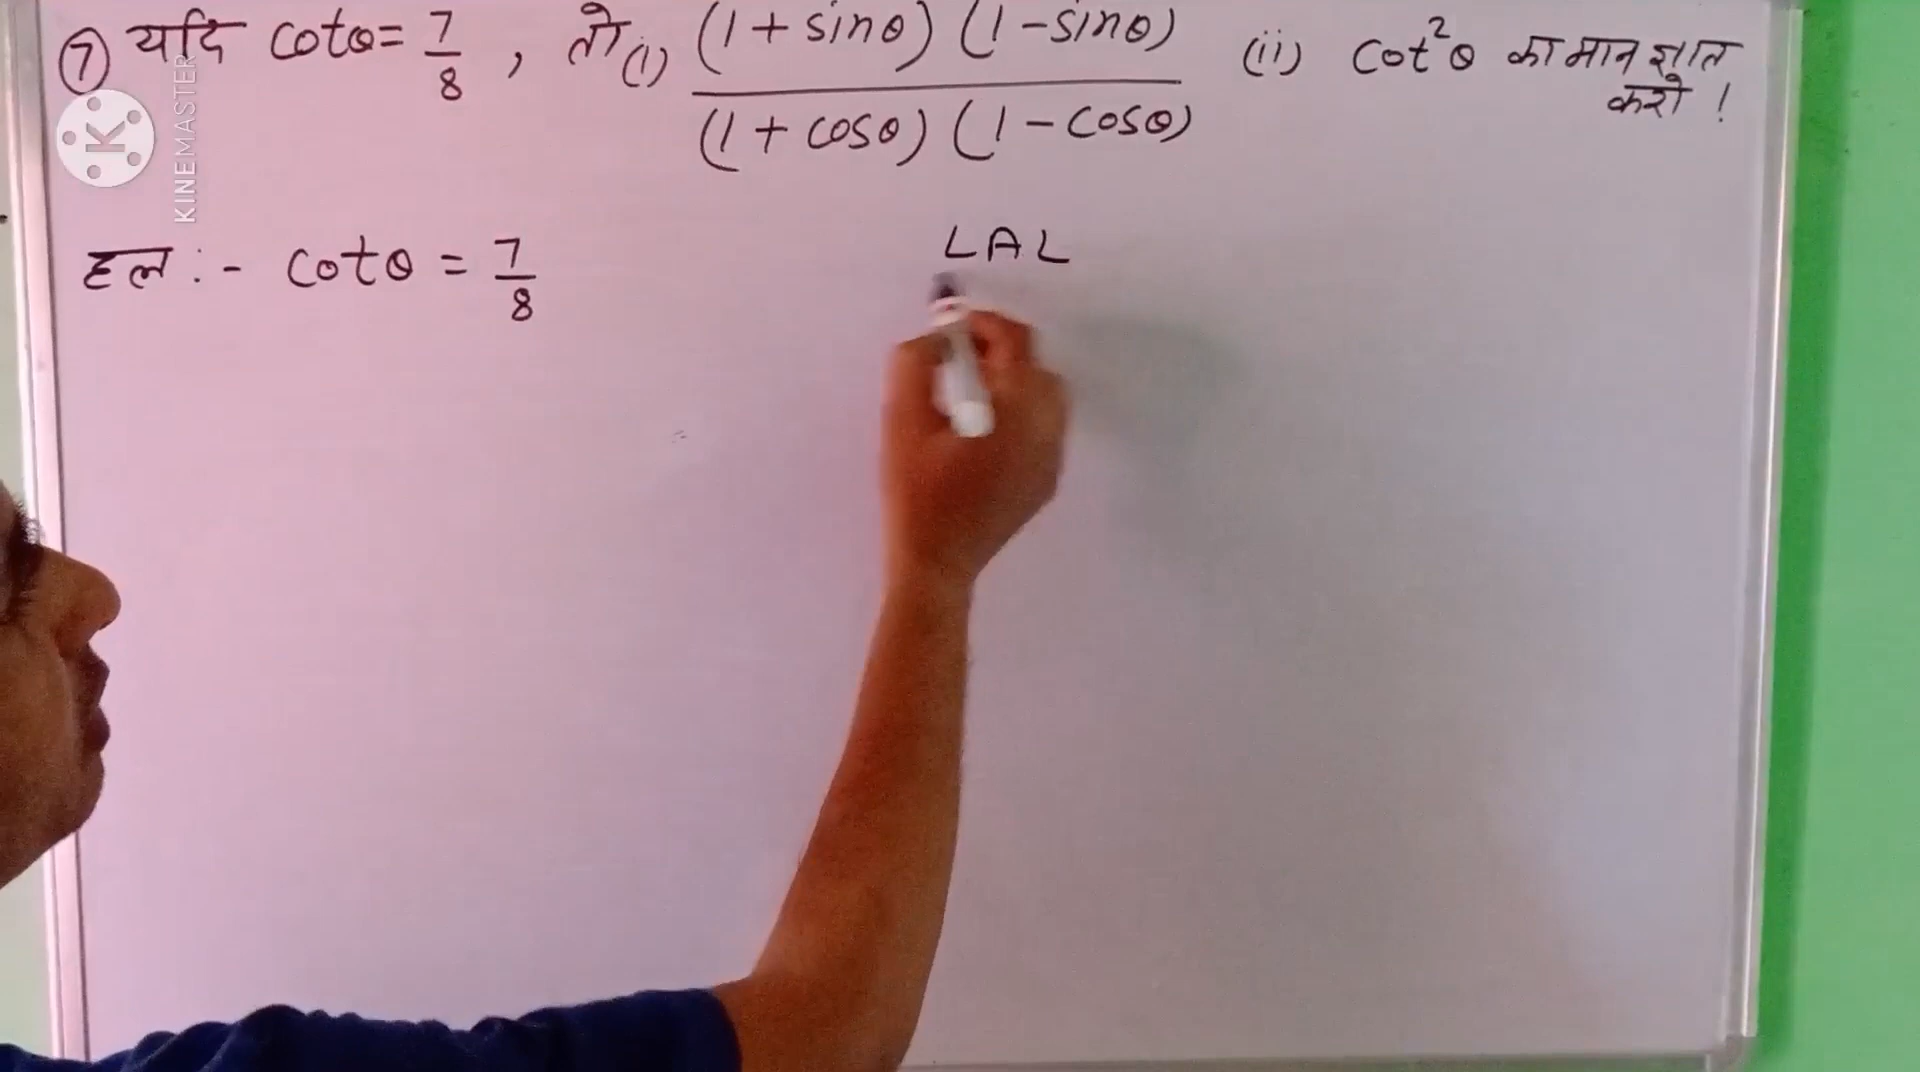 ⑦ यदि cotθ = 7/8 , तो (i) (1 + sinθ) (1 - sinθ) / (1 + cosθ) (1 - cosθ) (ii) cot²θ का मान ज्ञात
करो !
हल :- cotθ = 7/8
LAL
KINEMASTER